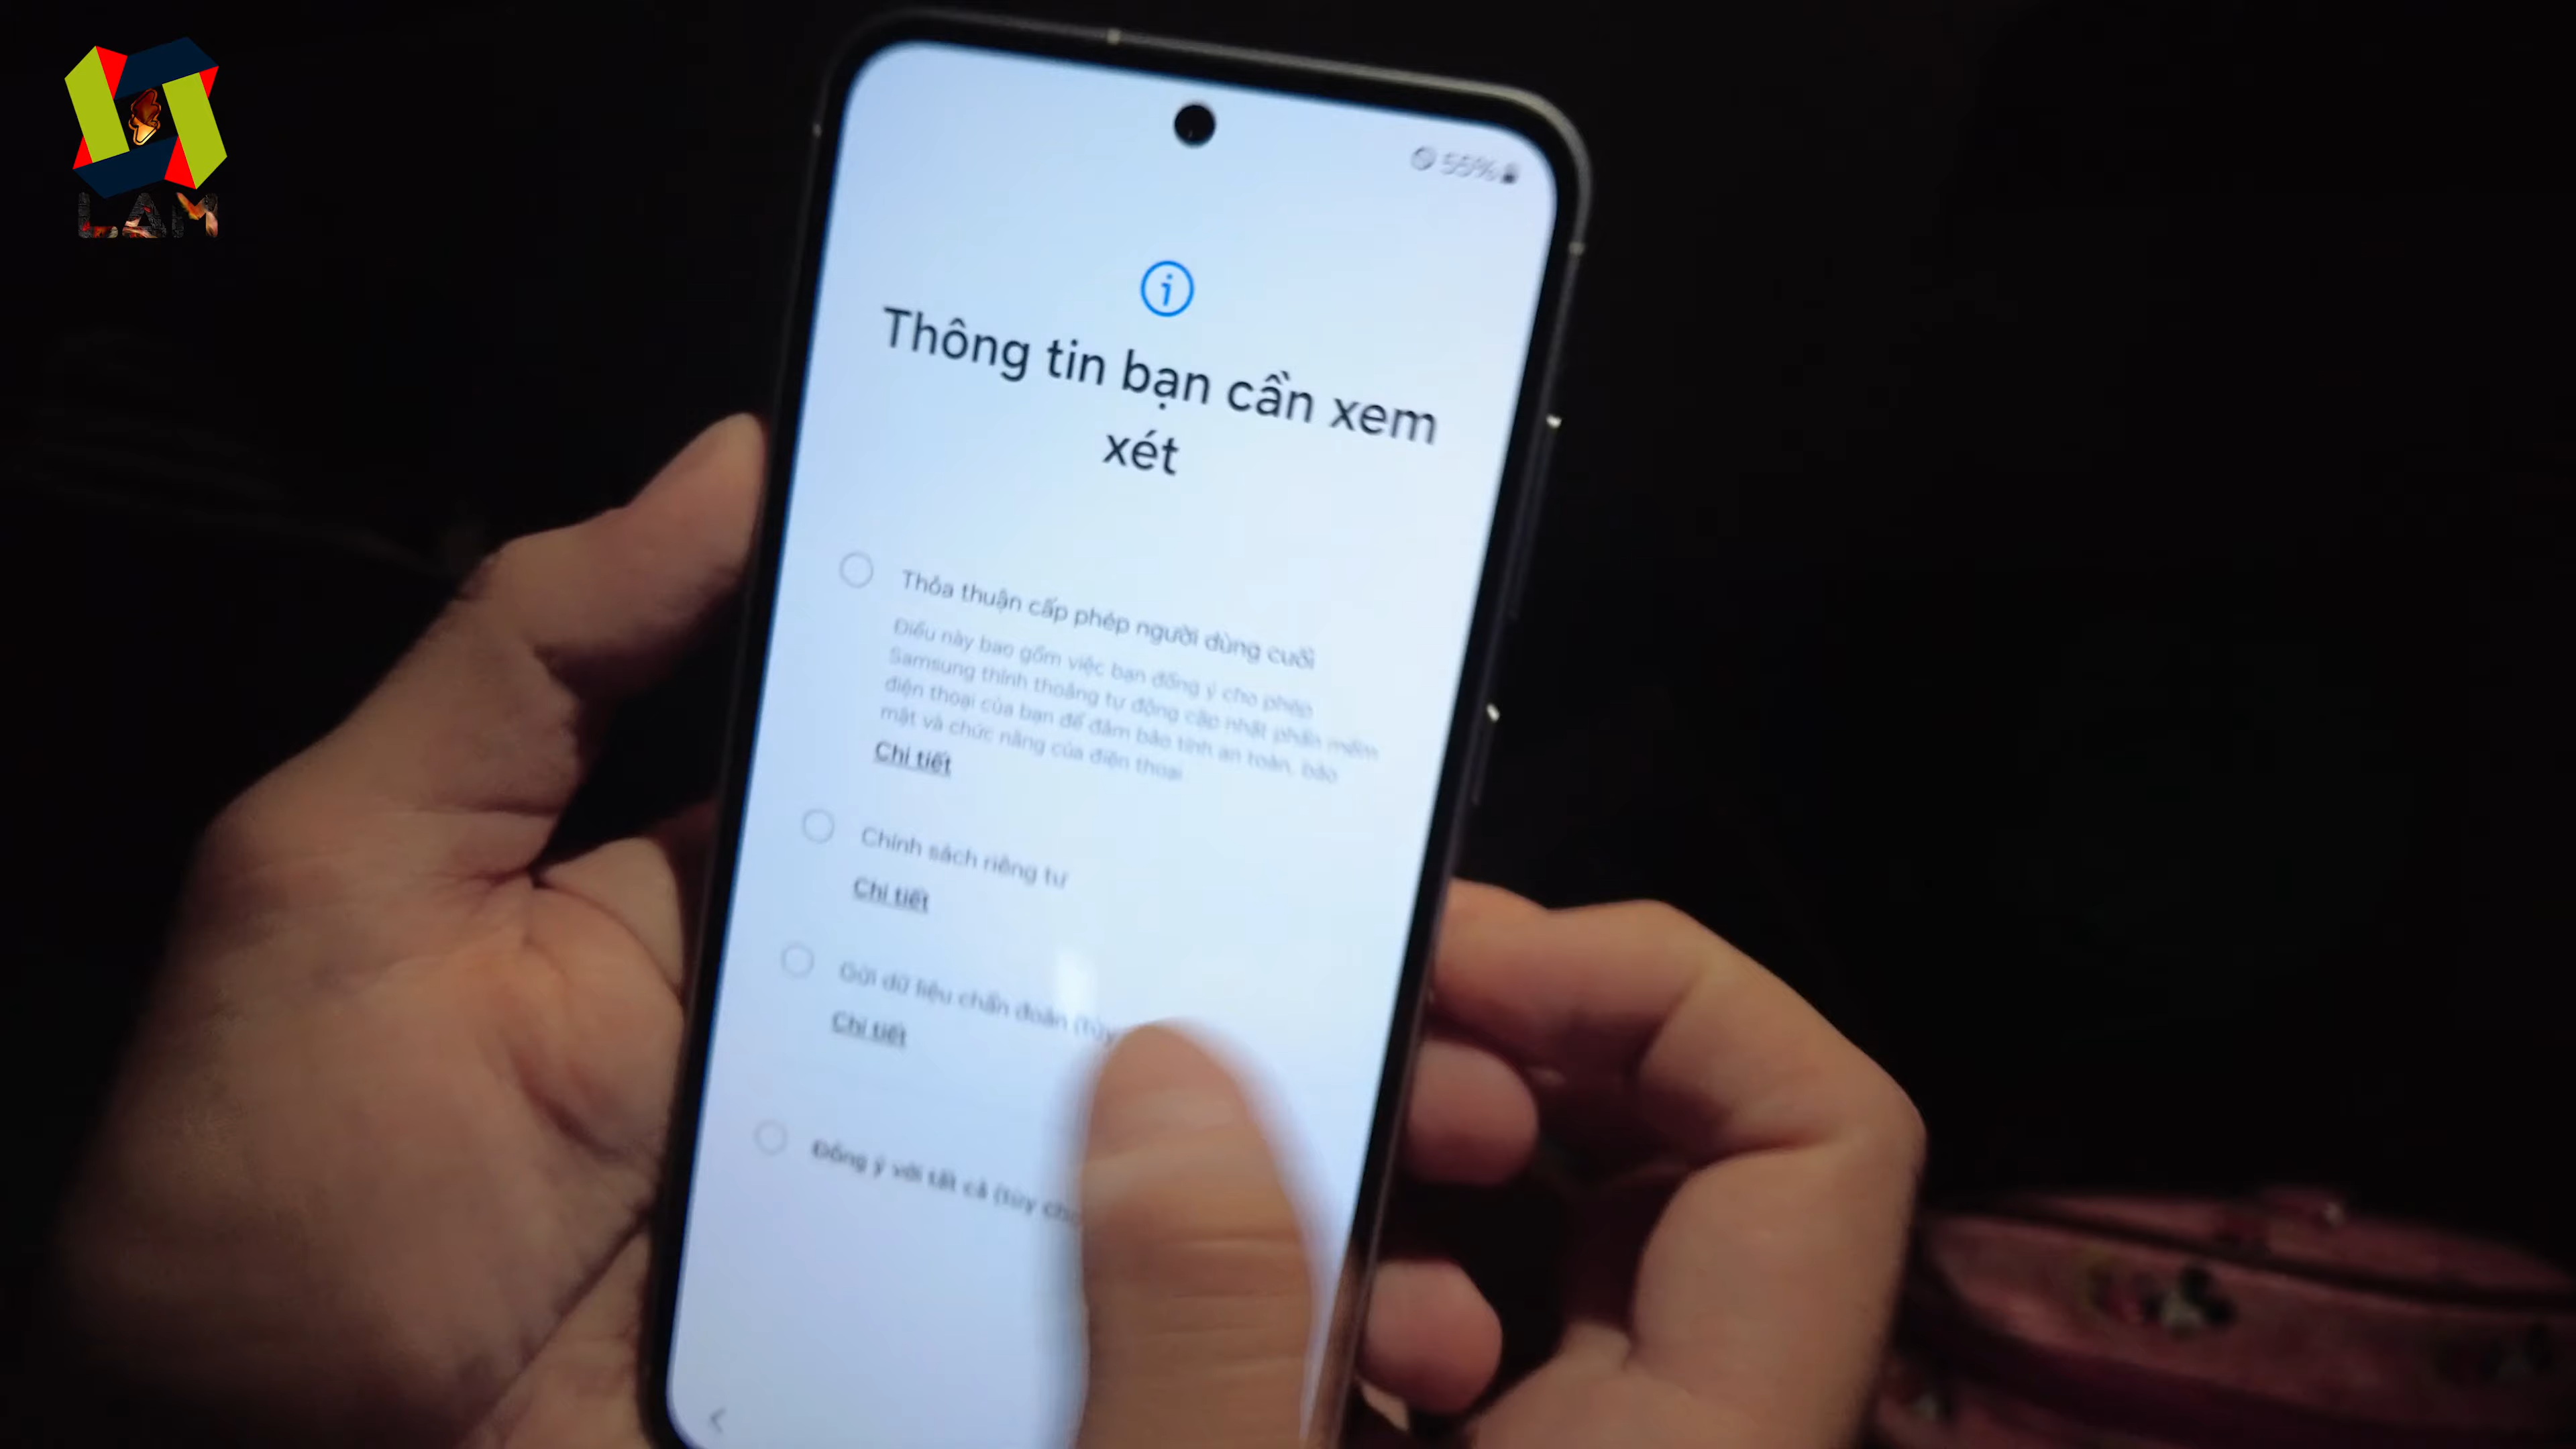 LAM
55%
Thông tin bạn cần xem
xét
Thỏa thuận cấp phép người dùng cuối
Điều này bao gồm việc bạn đồng ý cho phép
Samsung thỉnh thoảng tự động cập nhật phần mềm
điện thoại của bạn để đảm bảo tính an toàn, bảo
mật và chức năng của điện thoại
Chi tiết
Chính sách riêng tư
Chi tiết
Gửi dữ liệu chẩn đoán (tùy
Chi tiết
Đồng ý với tất cả (tùy